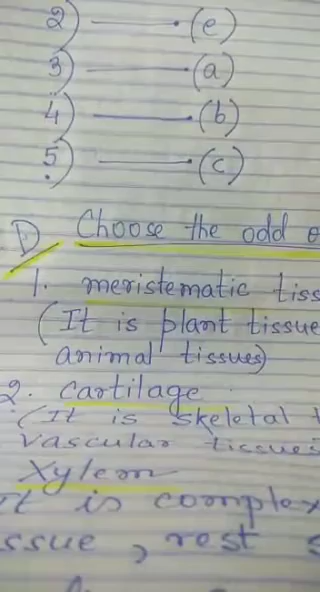 2) (e)
3) (a)
4) (b)
5) (c)
D Choose the odd
1. meristematic
(It is plant tissue
animal tissues)
2. cartilage
(It is skeletal
vascular tissues
Xylem
It is complex
ssue, rest